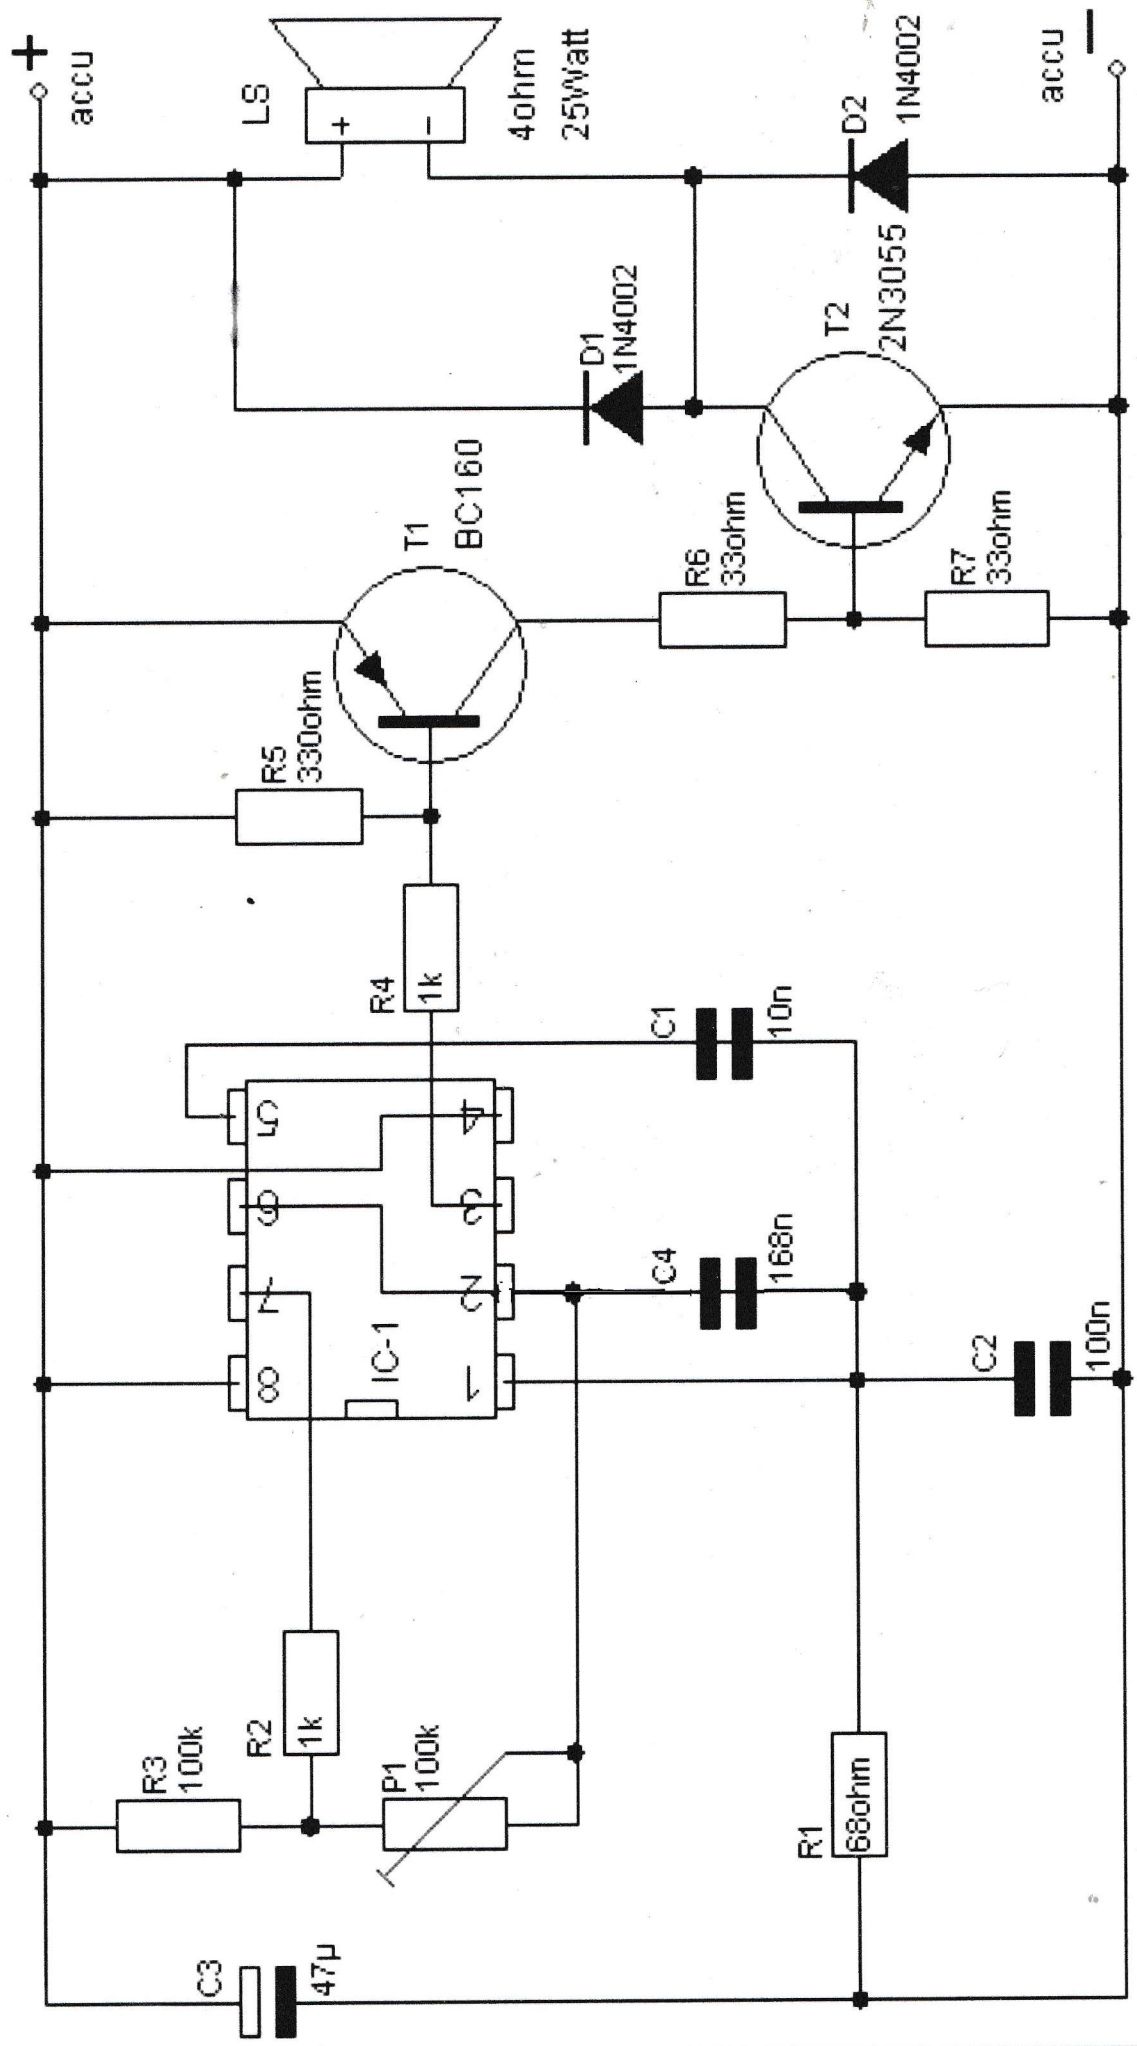 +
accu
LS
+
-
4ohm
25Watt
D2
1N4002
accu
-
D1
1N4002
T2
2N3055
T1
BC160
R6
33ohm
R7
33ohm
R5
330ohm
R4
1k
C1
10n
5
6
7
8
4
3
2
1
IC-1
C4
168n
C2
100n
R3
100k
R2
1k
P1
100k
R1
68ohm
C3
47µ